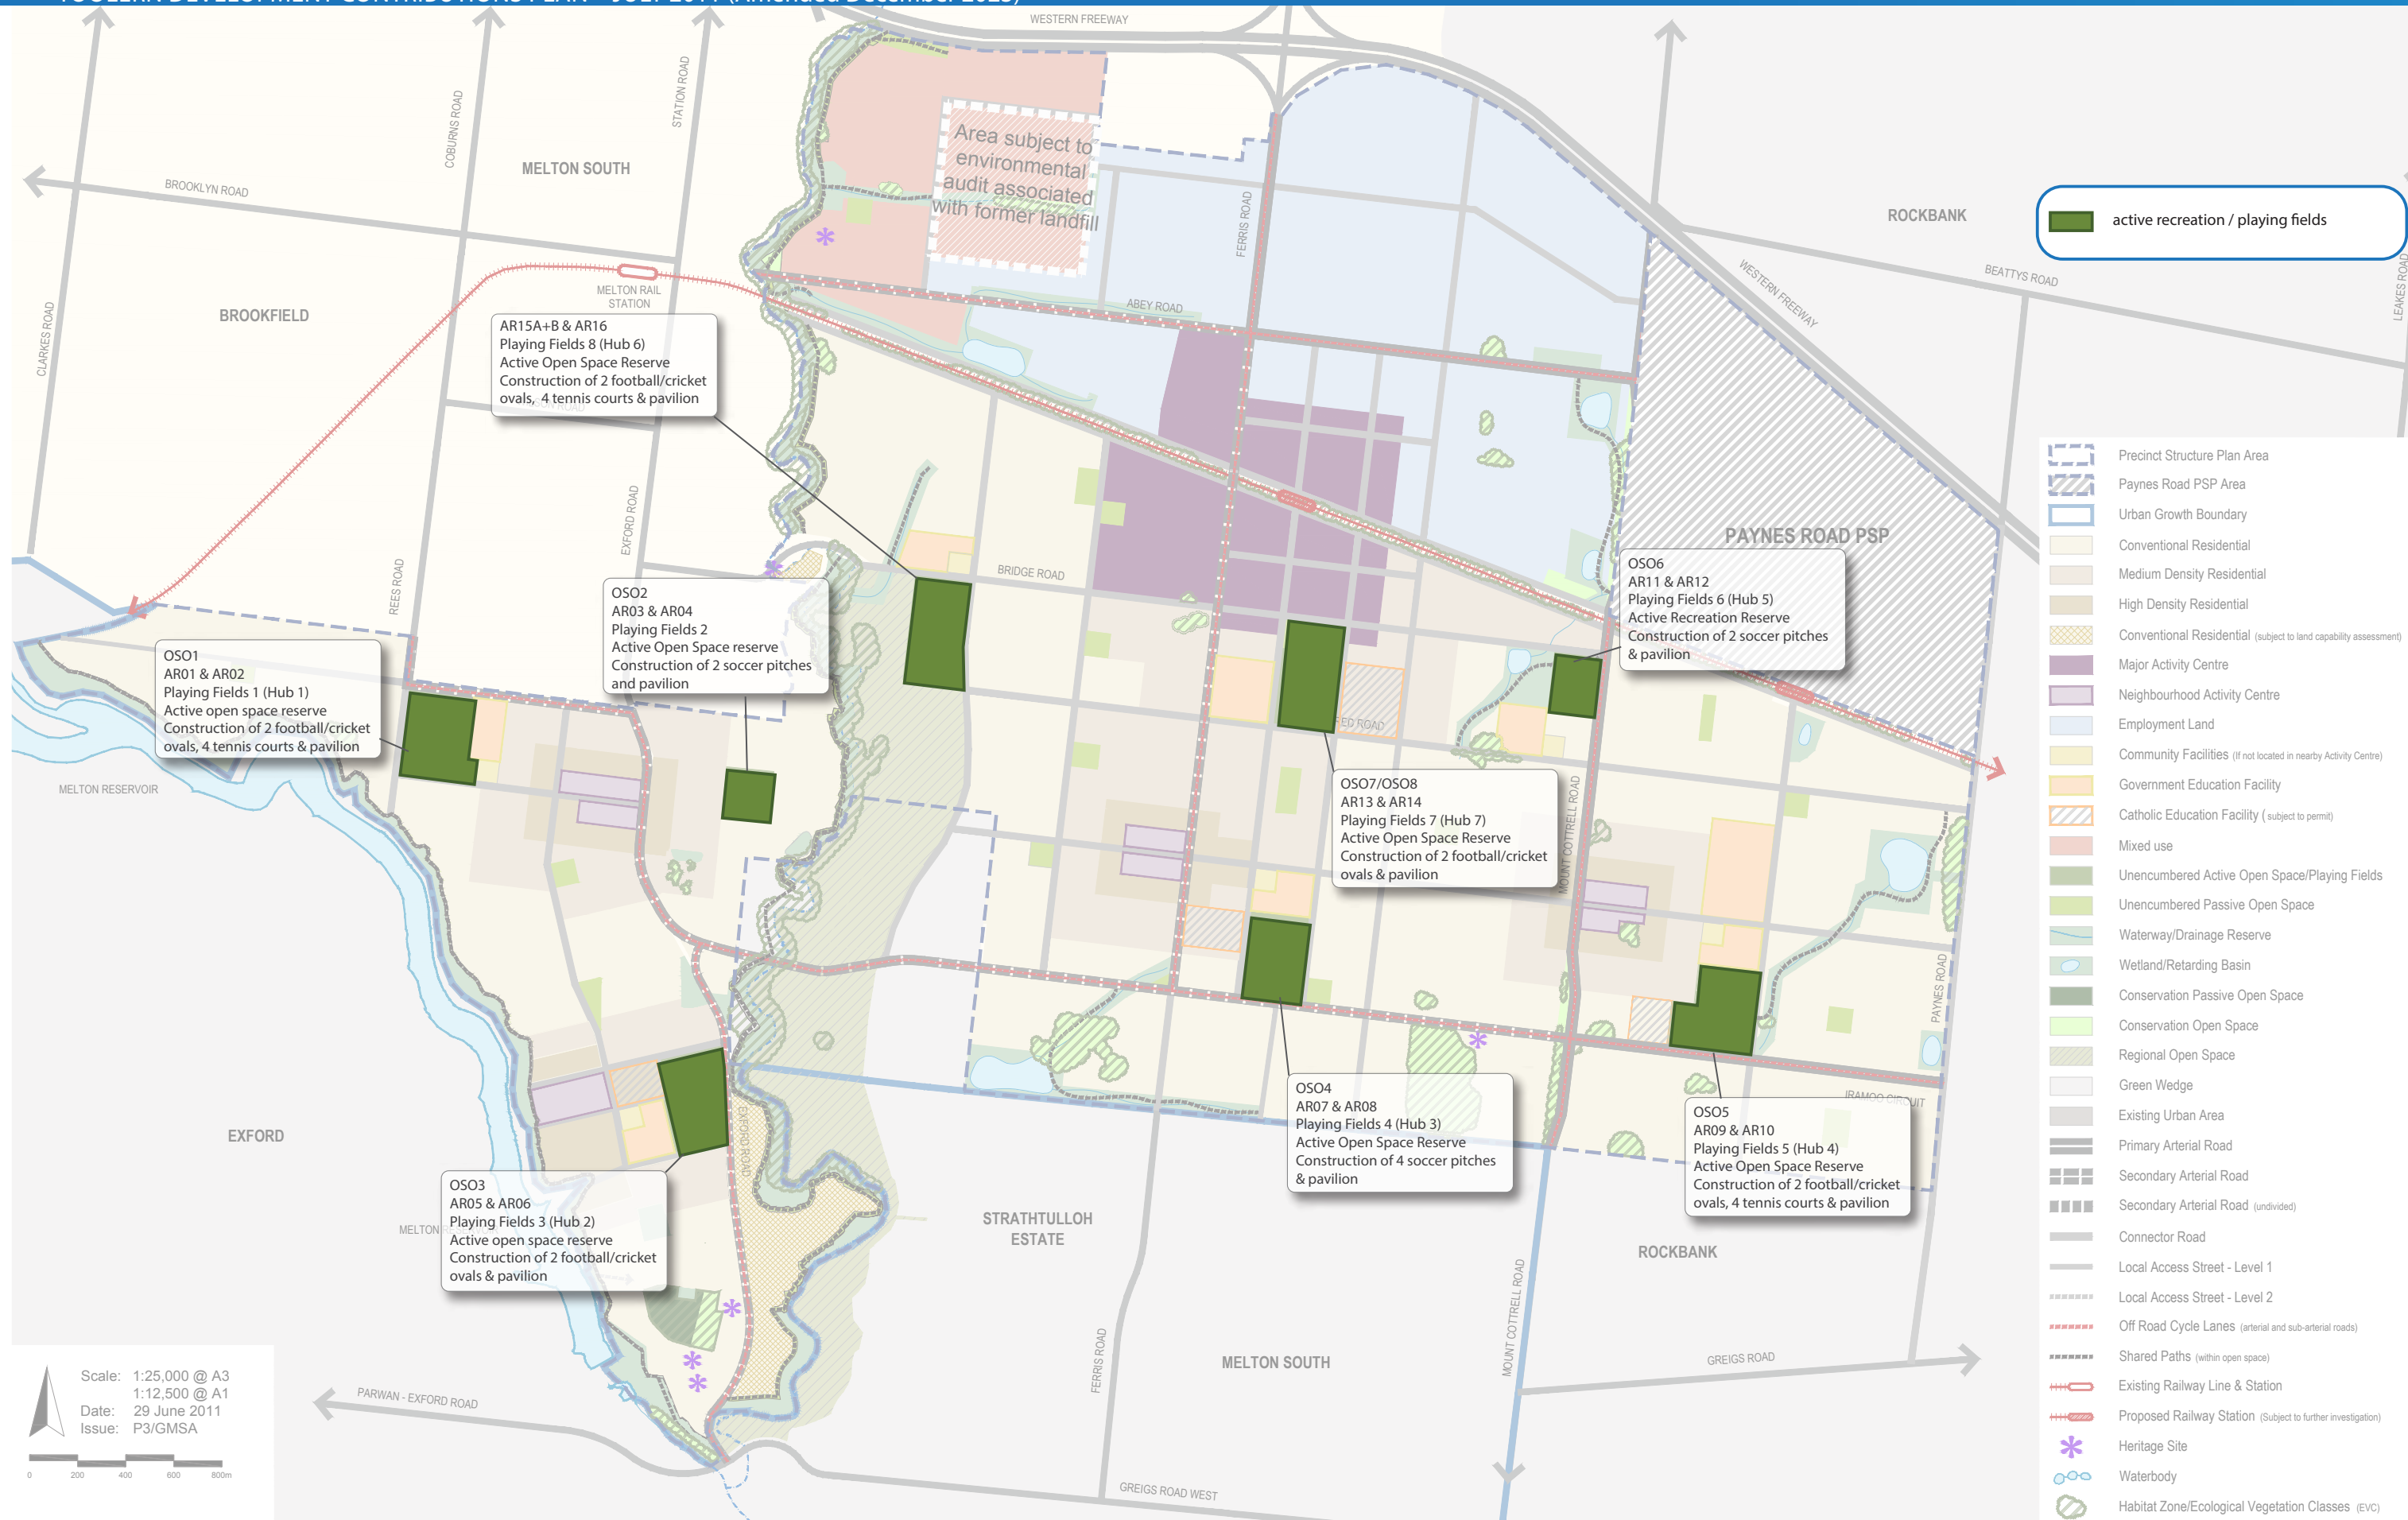 TOOLERN DEVELOPMENT CONTRIBUTIONS PLAN - JULY 2011 (Amended December 2023)
WESTERN FREEWAY
COBURNS ROAD
STATION ROAD
MELTON SOUTH
BROOKLYN ROAD
Area subject to
environmental
audit associated
with former landfill
FERRIS ROAD
ROCKBANK
active recreation / playing fields
BEATTYS ROAD
LEAKES ROAD
WESTERN FREEWAY
MELTON RAIL
STATION
ABEY ROAD
BROOKFIELD
CLARKES ROAD
AR15A+B & AR16
Playing Fields 8 (Hub 6)
Active Open Space Reserve
Construction of 2 football/cricket
ovals, 4 tennis courts & pavilion
ROAD
EXFORD ROAD
REES ROAD
BRIDGE ROAD
PAYNES ROAD PSP
OSO6
AR11 & AR12
Playing Fields 6 (Hub 5)
Active Recreation Reserve
Construction of 2 soccer pitches
& pavilion
OSO2
AR03 & AR04
Playing Fields 2
Active Open Space reserve
Construction of 2 soccer pitches
and pavilion
OSO1
AR01 & AR02
Playing Fields 1 (Hub 1)
Active open space reserve
Construction of 2 football/cricket
ovals, 4 tennis courts & pavilion
MELTON RESERVOIR
ROAD
OSO7/OSO8
AR13 & AR14
Playing Fields 7 (Hub 7)
Active Open Space Reserve
Construction of 2 football/cricket
ovals & pavilion
MOUNT COTTRELL ROAD
PAYNES ROAD
EXFORD
EXFORD ROAD
OSO4
AR07 & AR08
Playing Fields 4 (Hub 3)
Active Open Space Reserve
Construction of 4 soccer pitches
& pavilion
IRAMOO CIRCUIT
OSO5
AR09 & AR10
Playing Fields 5 (Hub 4)
Active Open Space Reserve
Construction of 2 football/cricket
ovals, 4 tennis courts & pavilion
OSO3
AR05 & AR06
Playing Fields 3 (Hub 2)
Active open space reserve
Construction of 2 football/cricket
ovals & pavilion
MELTON
STRATHTULLOH
ESTATE
ROCKBANK
MELTON SOUTH
FERRIS ROAD
MOUNT COTTRELL ROAD
GREIGS ROAD
PARWAN - EXFORD ROAD
GREIGS ROAD WEST
Scale: 1:25,000 @ A3
1:12,500 @ A1
Date: 29 June 2011
Issue: P3/GMSA
0 200 400 600 800m
Precinct Structure Plan Area
Paynes Road PSP Area
Urban Growth Boundary
Conventional Residential
Medium Density Residential
High Density Residential
Conventional Residential (subject to land capability assessment)
Major Activity Centre
Neighbourhood Activity Centre
Employment Land
Community Facilities (If not located in nearby Activity Centre)
Government Education Facility
Catholic Education Facility ( subject to permit)
Mixed use
Unencumbered Active Open Space/Playing Fields
Unencumbered Passive Open Space
Waterway/Drainage Reserve
Wetland/Retarding Basin
Conservation Passive Open Space
Conservation Open Space
Regional Open Space
Green Wedge
Existing Urban Area
Primary Arterial Road
Secondary Arterial Road
Secondary Arterial Road (undivided)
Connector Road
Local Access Street - Level 1
Local Access Street - Level 2
Off Road Cycle Lanes (arterial and sub-arterial roads)
Shared Paths (within open space)
Existing Railway Line & Station
Proposed Railway Station (Subject to further investigation)
Heritage Site
Waterbody
Habitat Zone/Ecological Vegetation Classes (EVC)